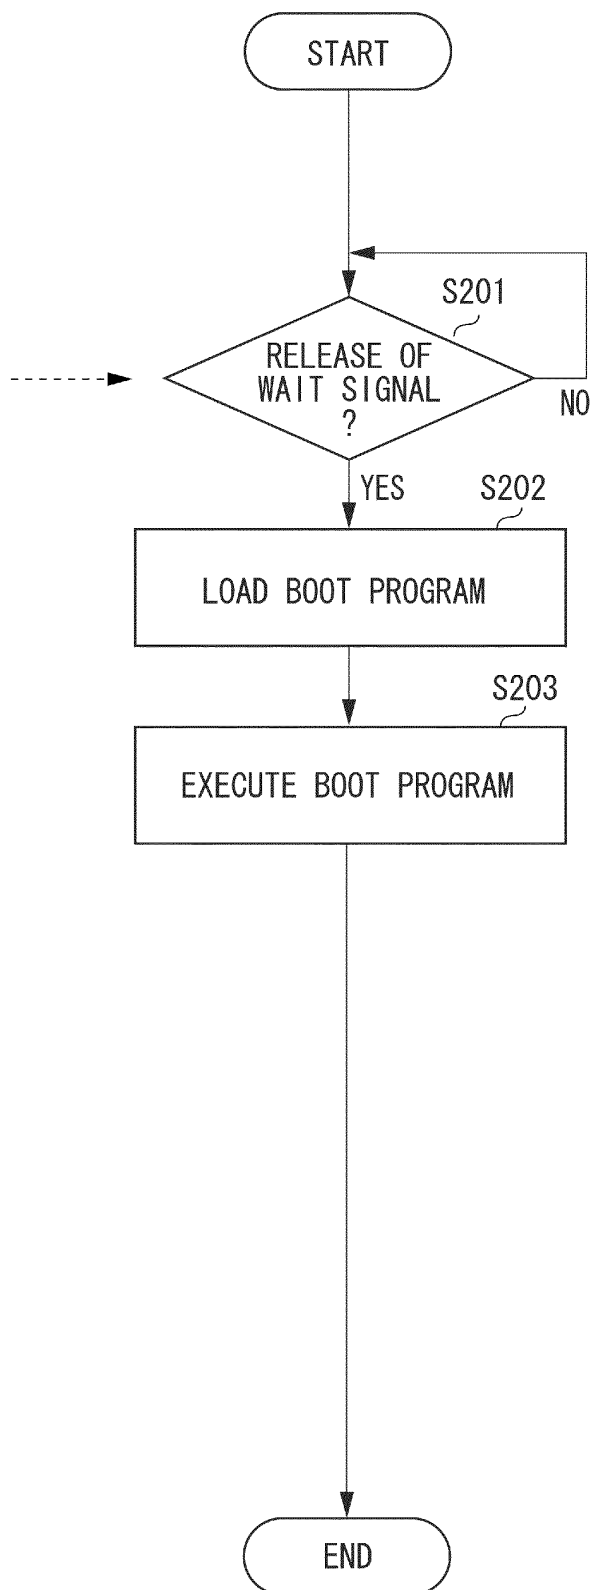 START
S201
RELEASE OF
WAIT SIGNAL
?
NO
YES
S202
LOAD BOOT PROGRAM
S203
EXECUTE BOOT PROGRAM
END